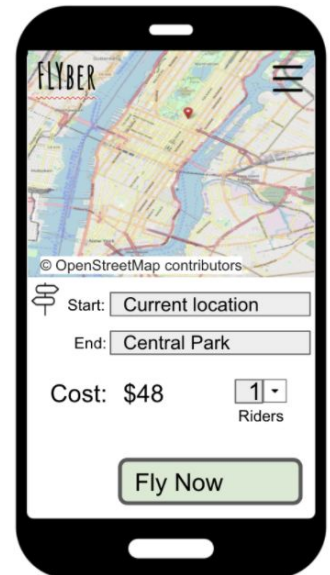 FLYBER
© OpenStreetMap contributors
Start: Current location
End: Central Park
Cost: $48 1
Riders
Fly Now